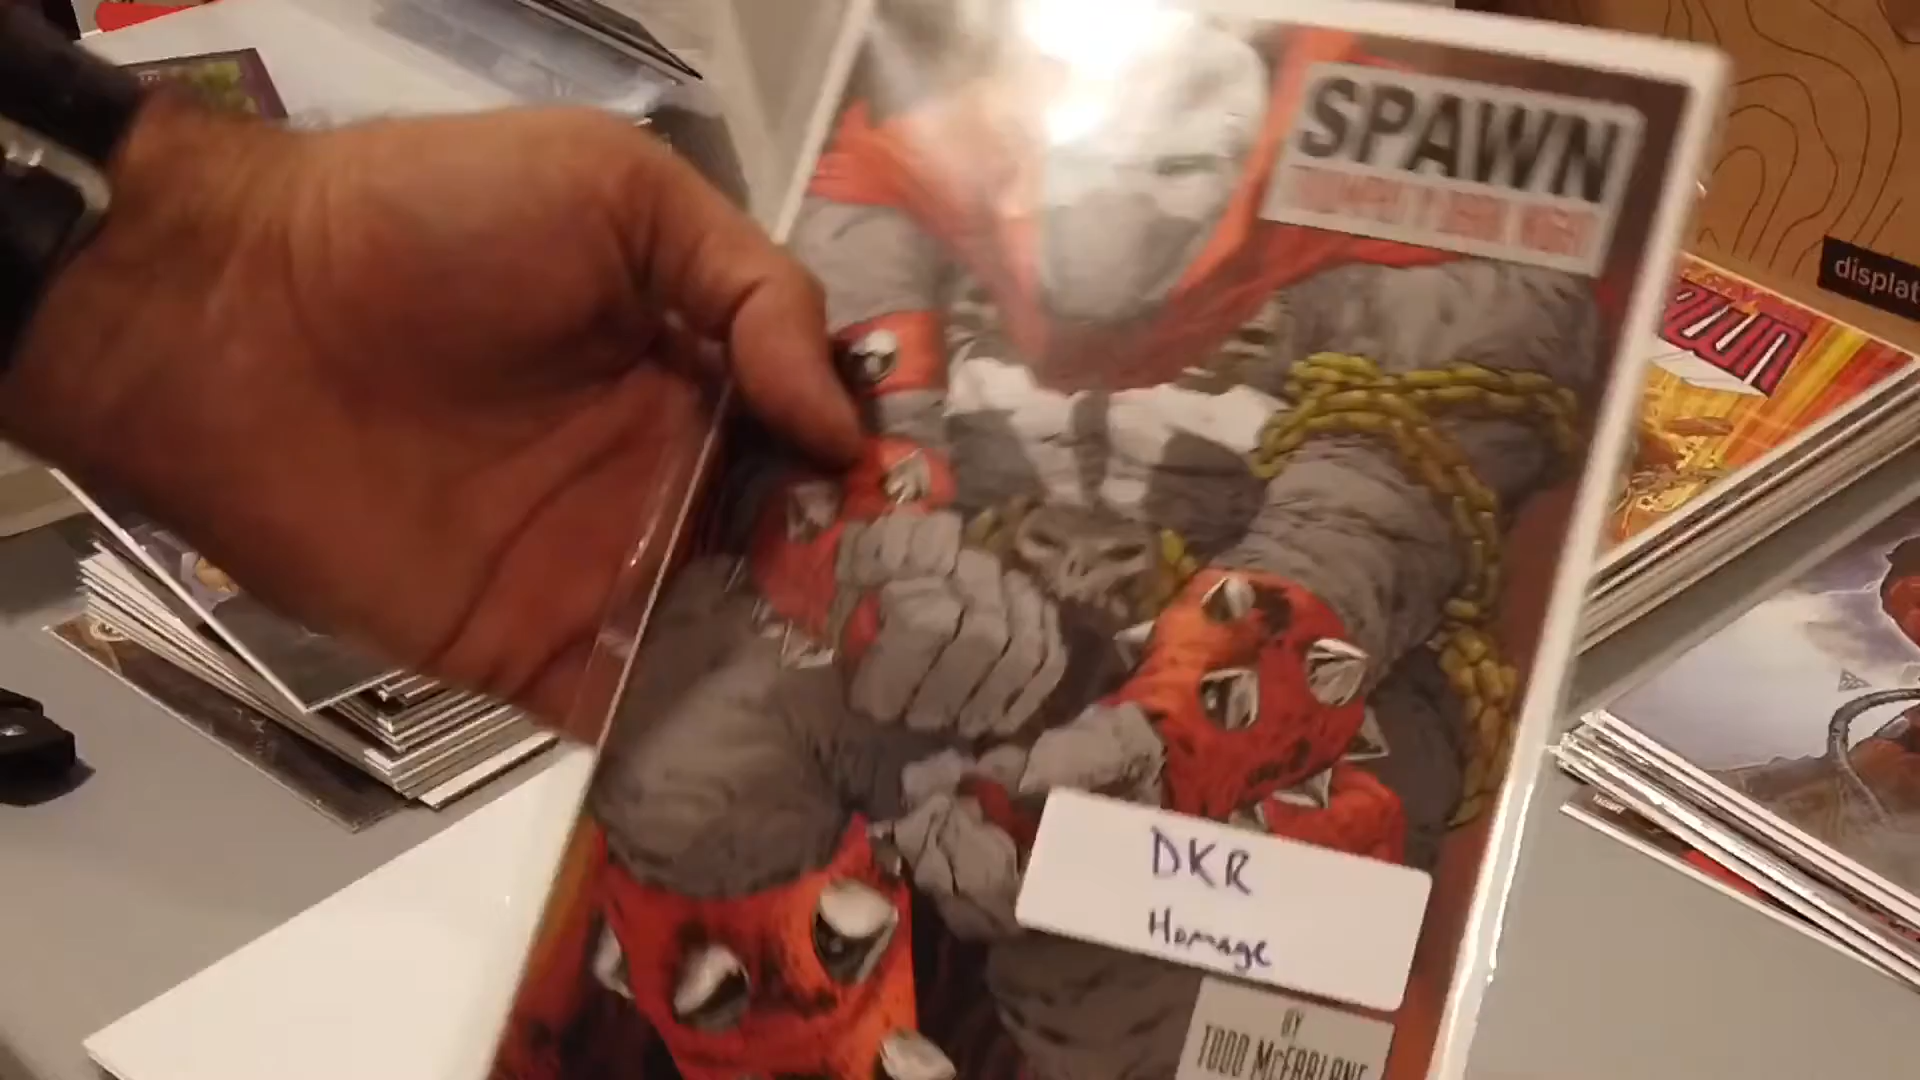 SPAWN
displat
DKR
Homage
BY
TODD McFARLANE